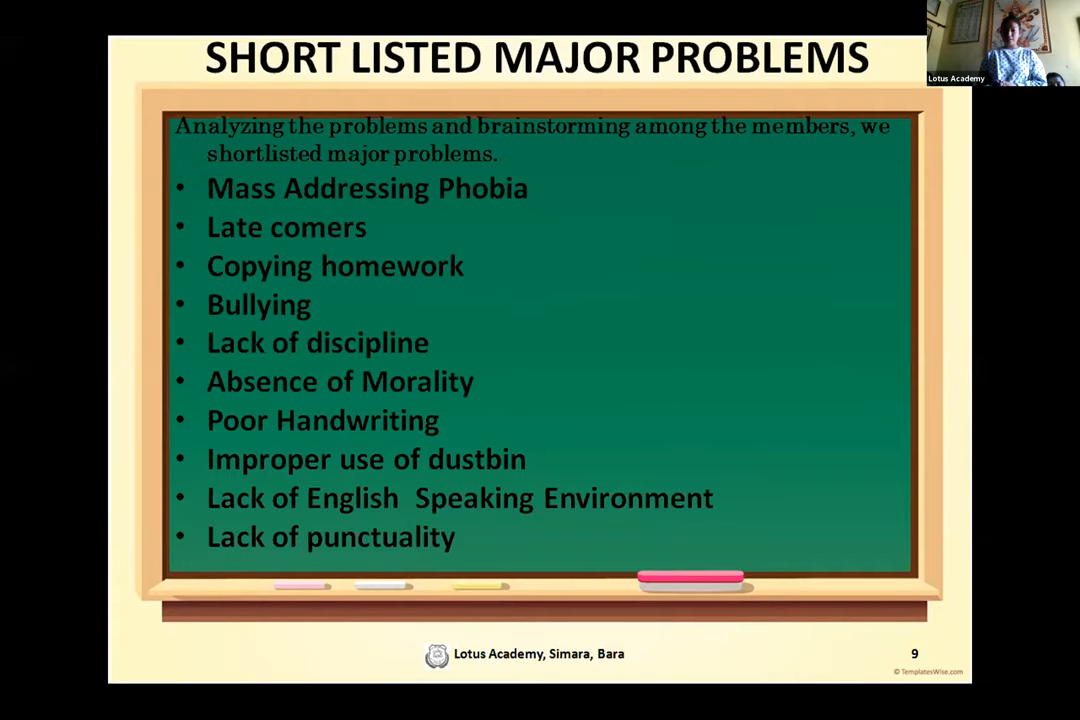 SHORT LISTED MAJOR PROBLEMS
Lotus Academy
Analyzing the problems and brainstorming among the members, we
shortlisted major problems.
• Mass Addressing Phobia
• Late comers
• Copying homework
• Bullying
• Lack of discipline
• Absence of Morality
• Poor Handwriting
• Improper use of dustbin
• Lack of English Speaking Environment
• Lack of punctuality
Lotus Academy, Simara, Bara
9
© TemplatesWise.com